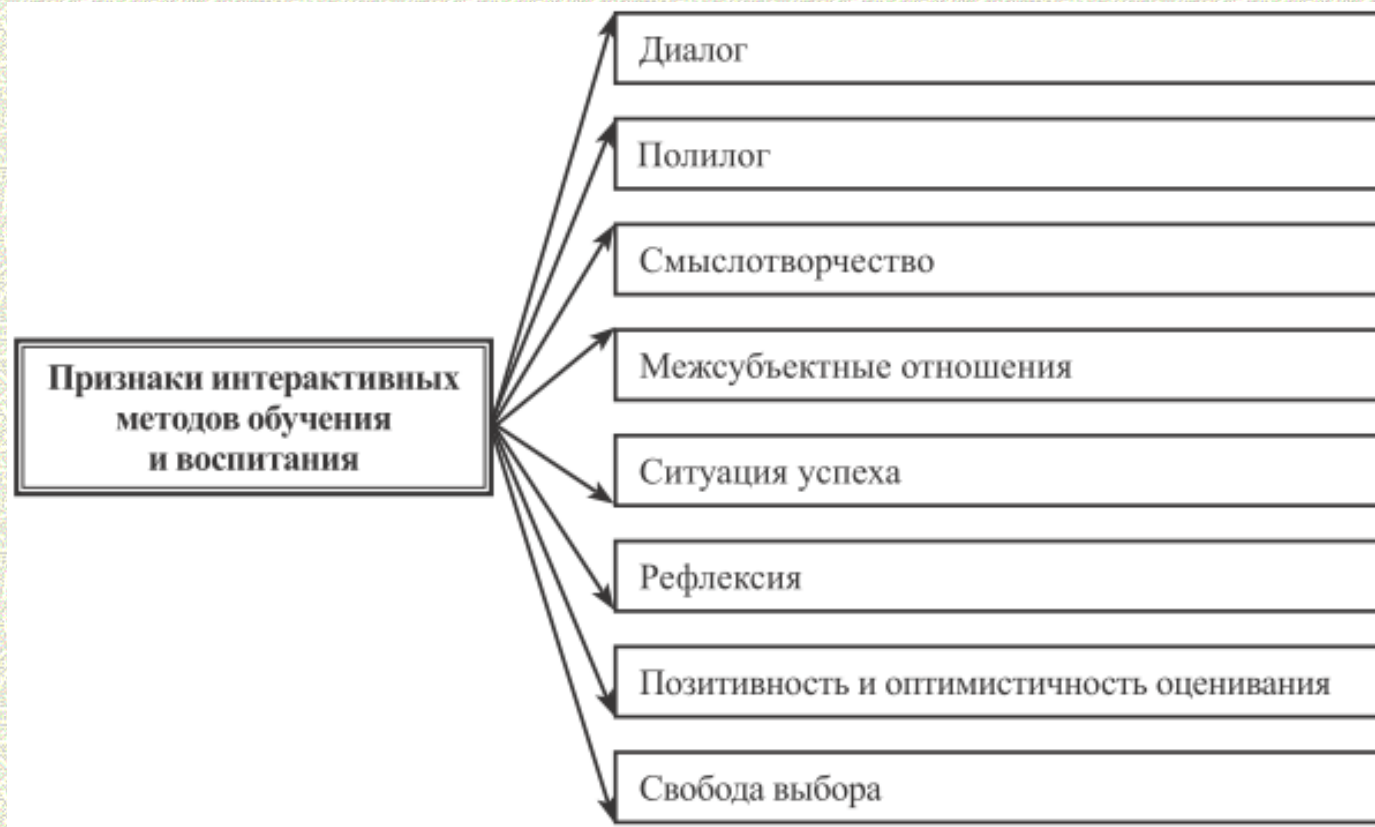 Признаки интерактивных
методов обучения
и воспитания
Диалог
Полилог
Смыслотворчество
Межсубъектные отношения
Ситуация успеха
Рефлексия
Позитивность и оптимистичность оценивания
Свобода выбора